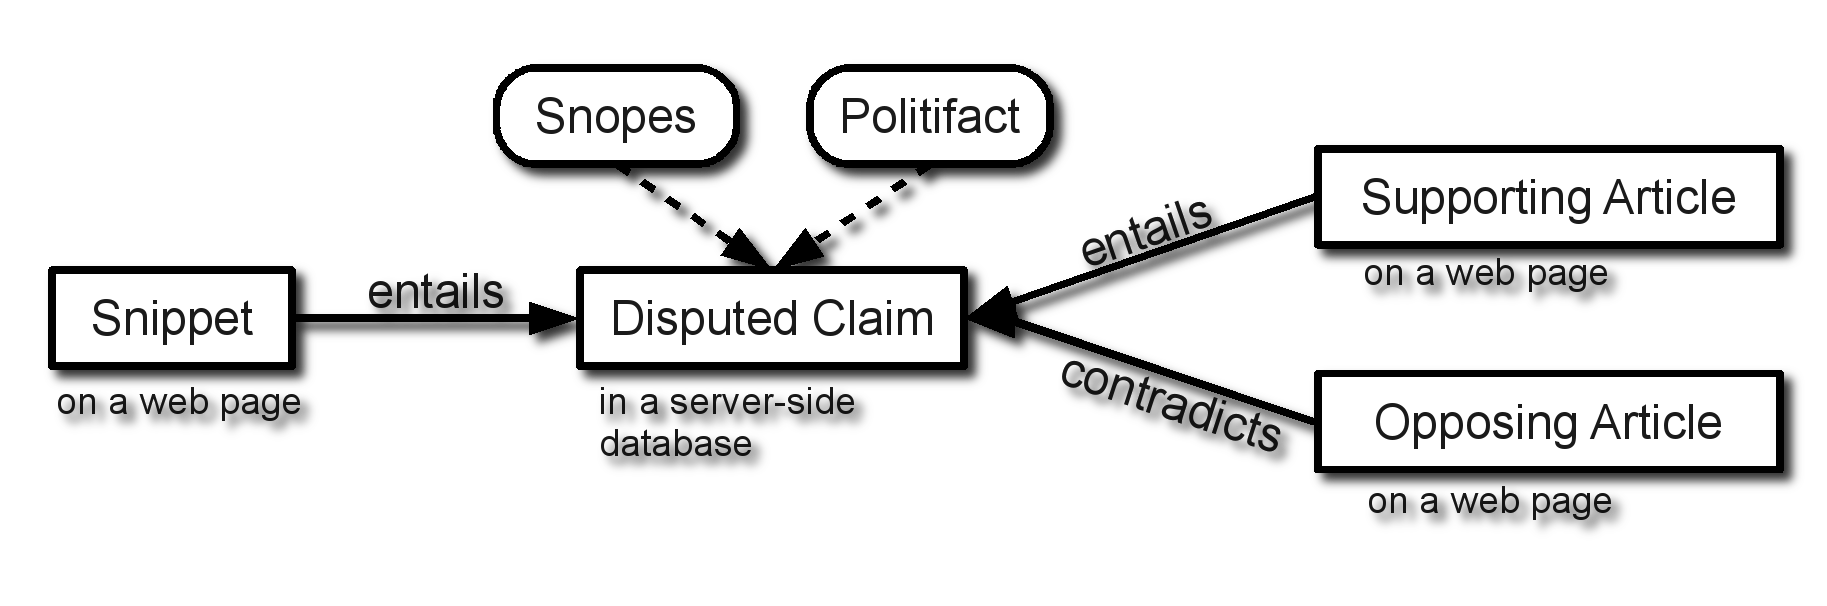 Snopes
Politifact
Supporting Article
on a web page
entails
Snippet
on a web page
entails
Disputed Claim
in a server-side
database
contradicts
Opposing Article
on a web page